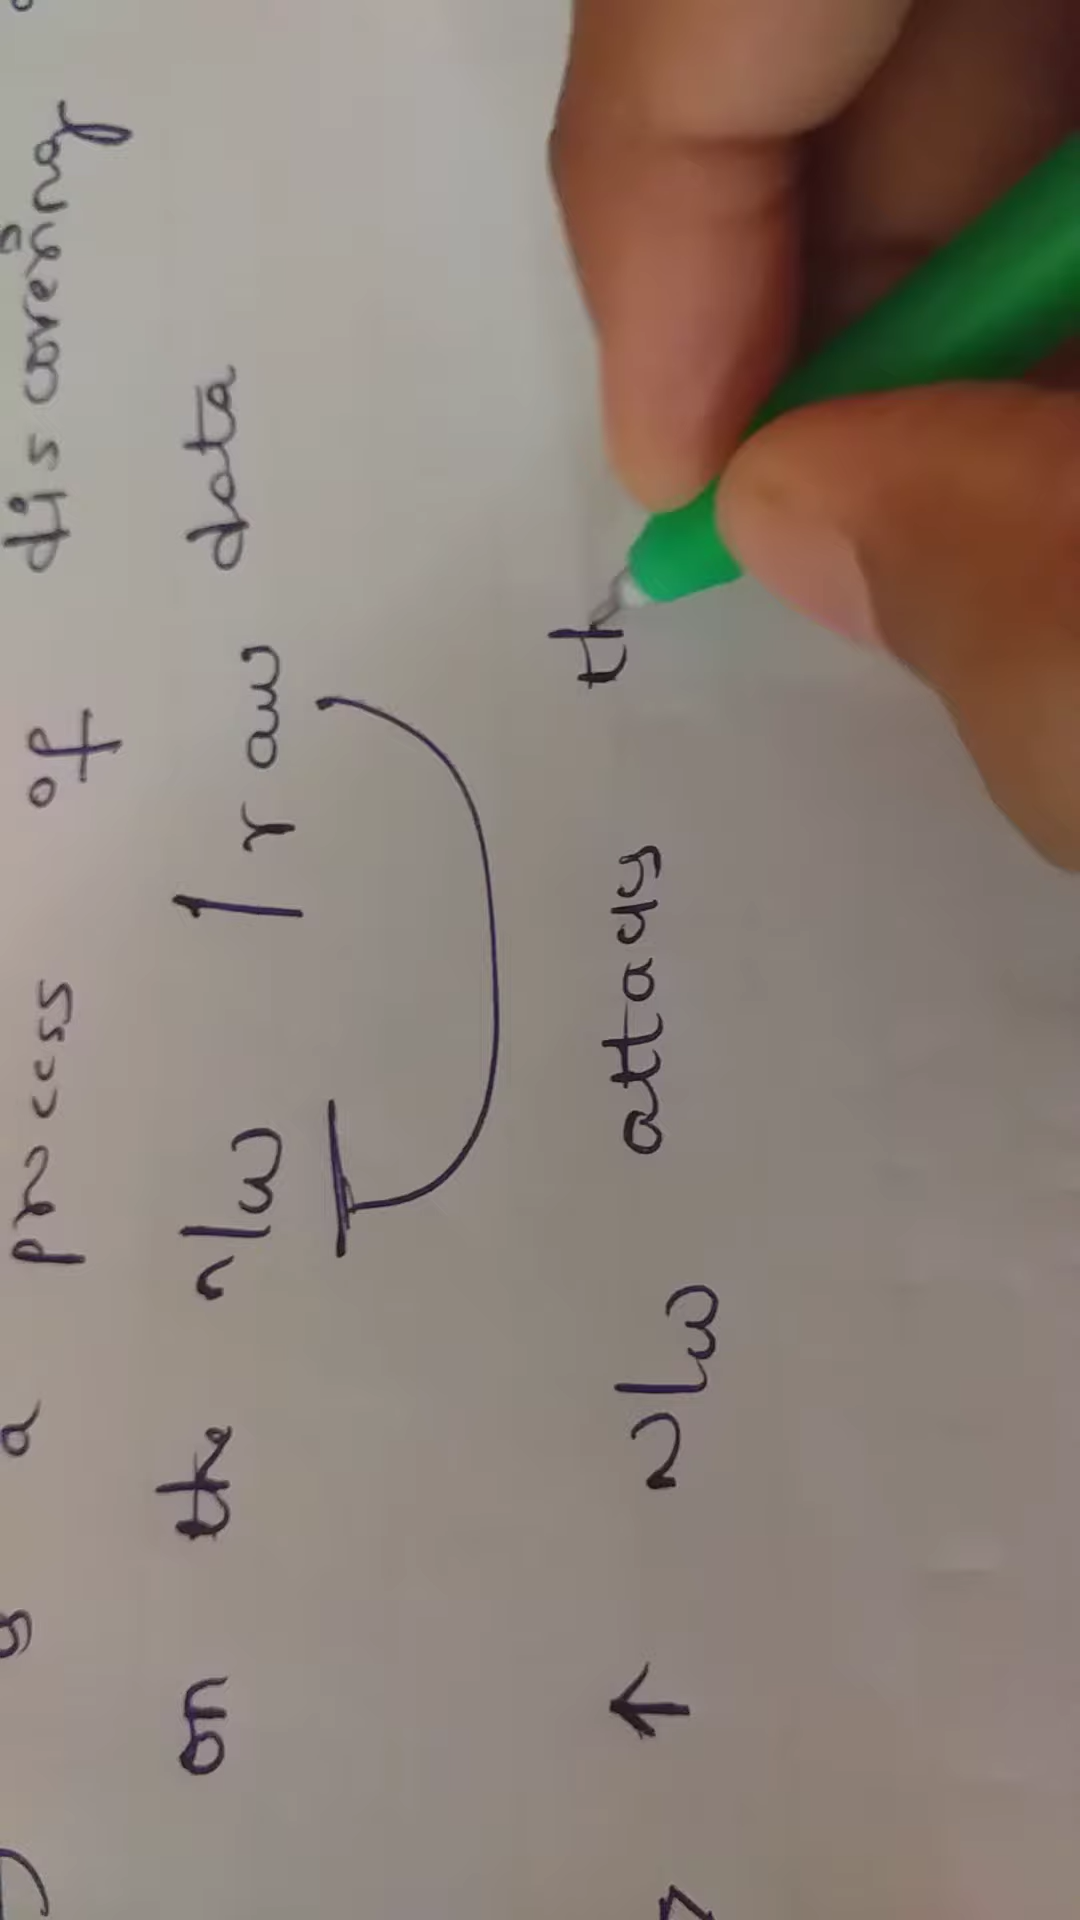 a process of discovering
on the n/w / raw data
↑ n/w attacks th